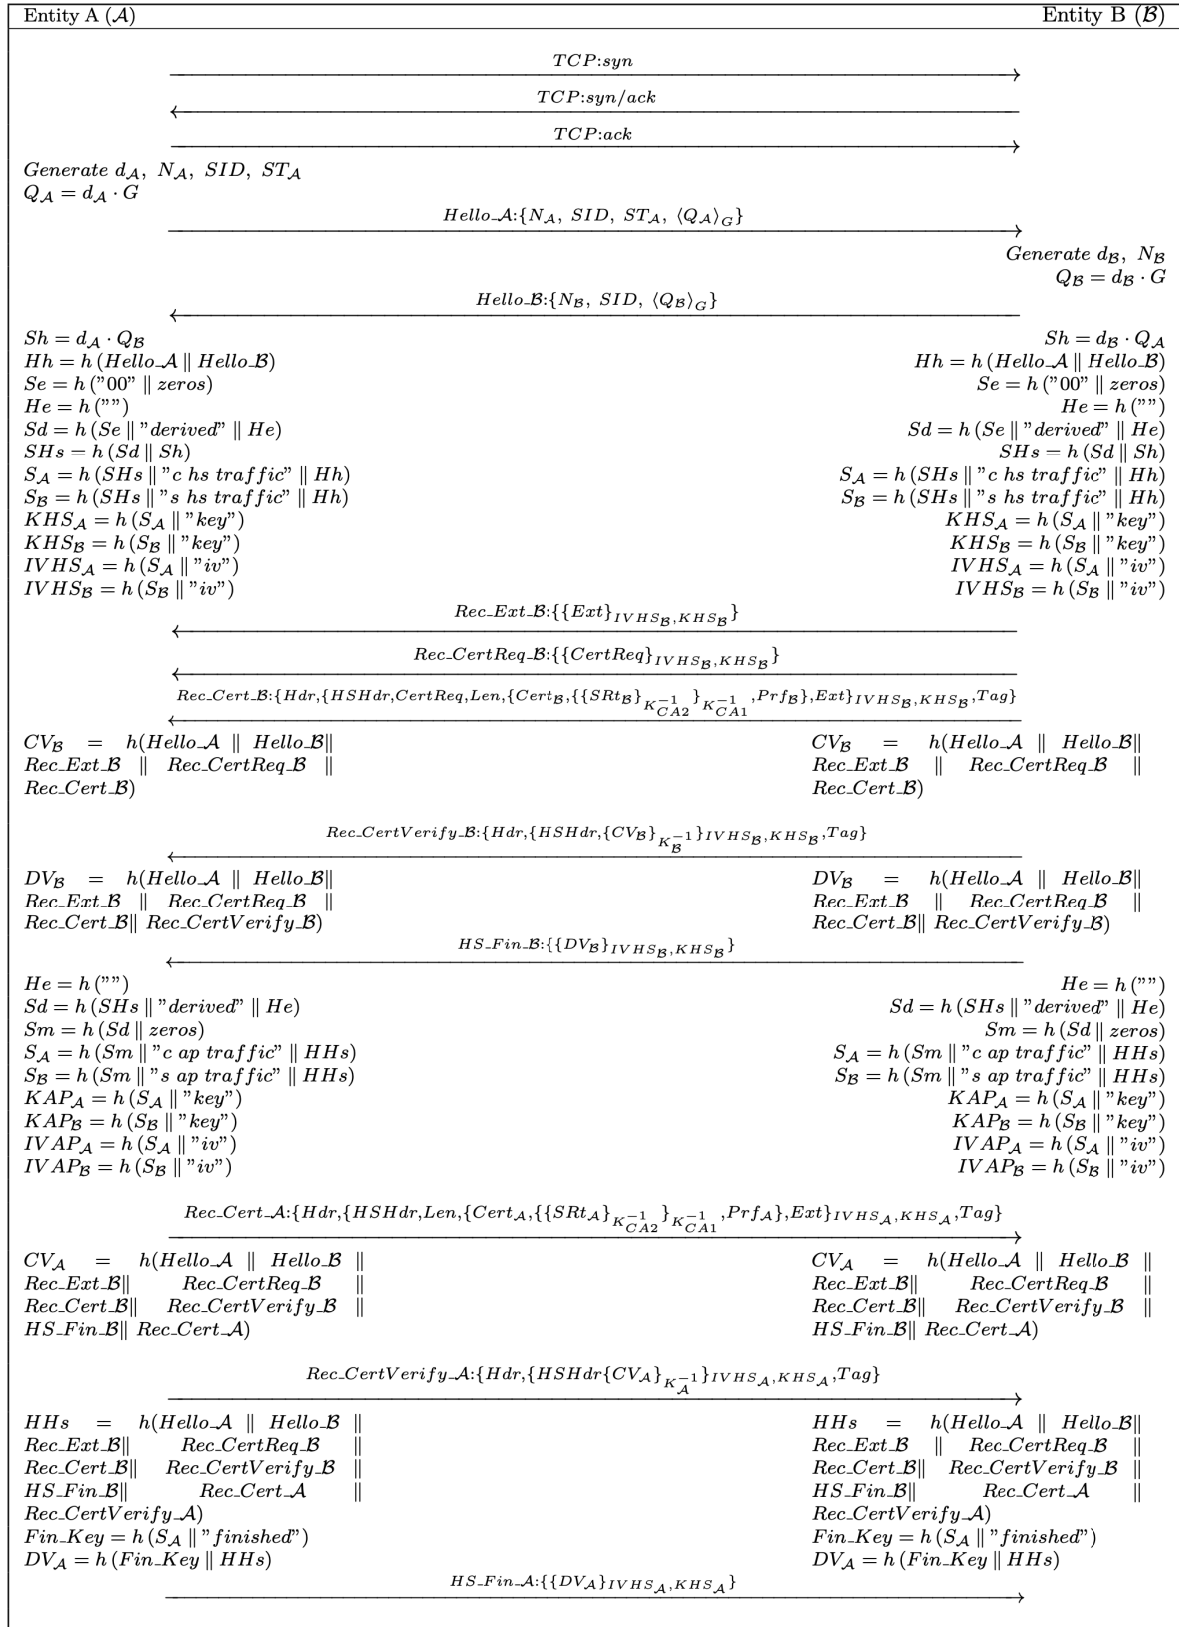 Entity A (𝒜) Entity B (ℬ)
TCP:syn
TCP:syn/ack
TCP:ack
Generate d_𝒜, N_𝒜, SID, ST_𝒜
Q_𝒜 = d_𝒜 · G
Hello_𝒜:{N_𝒜, SID, ST_𝒜, ⟨Q_𝒜⟩_G}
Generate d_ℬ, N_ℬ
Q_ℬ = d_ℬ · G
Hello_ℬ:{N_ℬ, SID, ⟨Q_ℬ⟩_G}
Sh = d_𝒜 · Q_ℬ Sh = d_ℬ · Q_𝒜
Hh = h (Hello_𝒜 ∥ Hello_ℬ) Hh = h (Hello_𝒜 ∥ Hello_ℬ)
Se = h ("00" ∥ zeros) Se = h ("00" ∥ zeros)
He = h ("") He = h ("")
Sd = h (Se ∥ "derived" ∥ He) Sd = h (Se ∥ "derived" ∥ He)
SHs = h (Sd ∥ Sh) SHs = h (Sd ∥ Sh)
S_𝒜 = h (SHs ∥ "c hs traffic" ∥ Hh) S_𝒜 = h (SHs ∥ "c hs traffic" ∥ Hh)
S_ℬ = h (SHs ∥ "s hs traffic" ∥ Hh) S_ℬ = h (SHs ∥ "s hs traffic" ∥ Hh)
KHS_𝒜 = h (S_𝒜 ∥ "key") KHS_𝒜 = h (S_𝒜 ∥ "key")
KHS_ℬ = h (S_ℬ ∥ "key") KHS_ℬ = h (S_ℬ ∥ "key")
IVHS_𝒜 = h (S_𝒜 ∥ "iv") IVHS_𝒜 = h (S_𝒜 ∥ "iv")
IVHS_ℬ = h (S_ℬ ∥ "iv") IVHS_ℬ = h (S_ℬ ∥ "iv")
Rec_Ext_ℬ:{{Ext}_{IVHS_ℬ,KHS_ℬ}}
Rec_CertReq_ℬ:{{CertReq}_{IVHS_ℬ,KHS_ℬ}}
Rec_Cert_ℬ:{Hdr,{HSHdr,CertReq,Len,{Cert_ℬ,{{SRt_ℬ}_{K_{CA2}^{-1}}}_{K_{CA1}^{-1}},Prf_ℬ},Ext}_{IVHS_ℬ,KHS_ℬ},Tag}
CV_ℬ = h(Hello_𝒜 ∥ Hello_ℬ∥ CV_ℬ = h(Hello_𝒜 ∥ Hello_ℬ∥
Rec_Ext_ℬ ∥ Rec_CertReq_ℬ ∥ Rec_Ext_ℬ ∥ Rec_CertReq_ℬ ∥
Rec_Cert_ℬ) Rec_Cert_ℬ)
Rec_CertVerify_ℬ:{Hdr,{HSHdr,{CV_ℬ}_{K_ℬ^{-1}}}_{IVHS_ℬ,KHS_ℬ},Tag}
DV_ℬ = h(Hello_𝒜 ∥ Hello_ℬ∥ DV_ℬ = h(Hello_𝒜 ∥ Hello_ℬ∥
Rec_Ext_ℬ ∥ Rec_CertReq_ℬ ∥ Rec_Ext_ℬ ∥ Rec_CertReq_ℬ ∥
Rec_Cert_ℬ∥ Rec_CertVerify_ℬ) Rec_Cert_ℬ∥ Rec_CertVerify_ℬ)
HS_Fin_ℬ:{{DV_ℬ}_{IVHS_ℬ,KHS_ℬ}}
He = h ("") He = h ("")
Sd = h (SHs ∥ "derived" ∥ He) Sd = h (SHs ∥ "derived" ∥ He)
Sm = h (Sd ∥ zeros) Sm = h (Sd ∥ zeros)
S_𝒜 = h (Sm ∥ "c ap traffic" ∥ HHs) S_𝒜 = h (Sm ∥ "c ap traffic" ∥ HHs)
S_ℬ = h (Sm ∥ "s ap traffic" ∥ HHs) S_ℬ = h (Sm ∥ "s ap traffic" ∥ HHs)
KAP_𝒜 = h (S_𝒜 ∥ "key") KAP_𝒜 = h (S_𝒜 ∥ "key")
KAP_ℬ = h (S_ℬ ∥ "key") KAP_ℬ = h (S_ℬ ∥ "key")
IVAP_𝒜 = h (S_𝒜 ∥ "iv") IVAP_𝒜 = h (S_𝒜 ∥ "iv")
IVAP_ℬ = h (S_ℬ ∥ "iv") IVAP_ℬ = h (S_ℬ ∥ "iv")
Rec_Cert_𝒜:{Hdr,{HSHdr,Len,{Cert_𝒜,{{SRt_𝒜}_{K_{CA2}^{-1}}}_{K_{CA1}^{-1}},Prf_𝒜},Ext}_{IVHS_𝒜,KHS_𝒜},Tag}
CV_𝒜 = h(Hello_𝒜 ∥ Hello_ℬ ∥ CV_𝒜 = h(Hello_𝒜 ∥ Hello_ℬ ∥
Rec_Ext_ℬ∥ Rec_CertReq_ℬ ∥ Rec_Ext_ℬ∥ Rec_CertReq_ℬ ∥
Rec_Cert_ℬ∥ Rec_CertVerify_ℬ ∥ Rec_Cert_ℬ∥ Rec_CertVerify_ℬ ∥
HS_Fin_ℬ∥ Rec_Cert_𝒜) HS_Fin_ℬ∥ Rec_Cert_𝒜)
Rec_CertVerify_𝒜:{Hdr,{HSHdr{CV_𝒜}_{K_𝒜^{-1}}}_{IVHS_𝒜,KHS_𝒜},Tag}
HHs = h(Hello_𝒜 ∥ Hello_ℬ ∥ HHs = h(Hello_𝒜 ∥ Hello_ℬ∥
Rec_Ext_ℬ∥ Rec_CertReq_ℬ ∥ Rec_Ext_ℬ ∥ Rec_CertReq_ℬ ∥
Rec_Cert_ℬ∥ Rec_CertVerify_ℬ ∥ Rec_Cert_ℬ∥ Rec_CertVerify_ℬ ∥
HS_Fin_ℬ∥ Rec_Cert_𝒜 ∥ HS_Fin_ℬ∥ Rec_Cert_𝒜 ∥
Rec_CertVerify_𝒜) Rec_CertVerify_𝒜)
Fin_Key = h (S_𝒜 ∥ "finished") Fin_Key = h (S_𝒜 ∥ "finished")
DV_𝒜 = h (Fin_Key ∥ HHs) DV_𝒜 = h (Fin_Key ∥ HHs)
HS_Fin_𝒜:{{DV_𝒜}_{IVHS_𝒜,KHS_𝒜}}